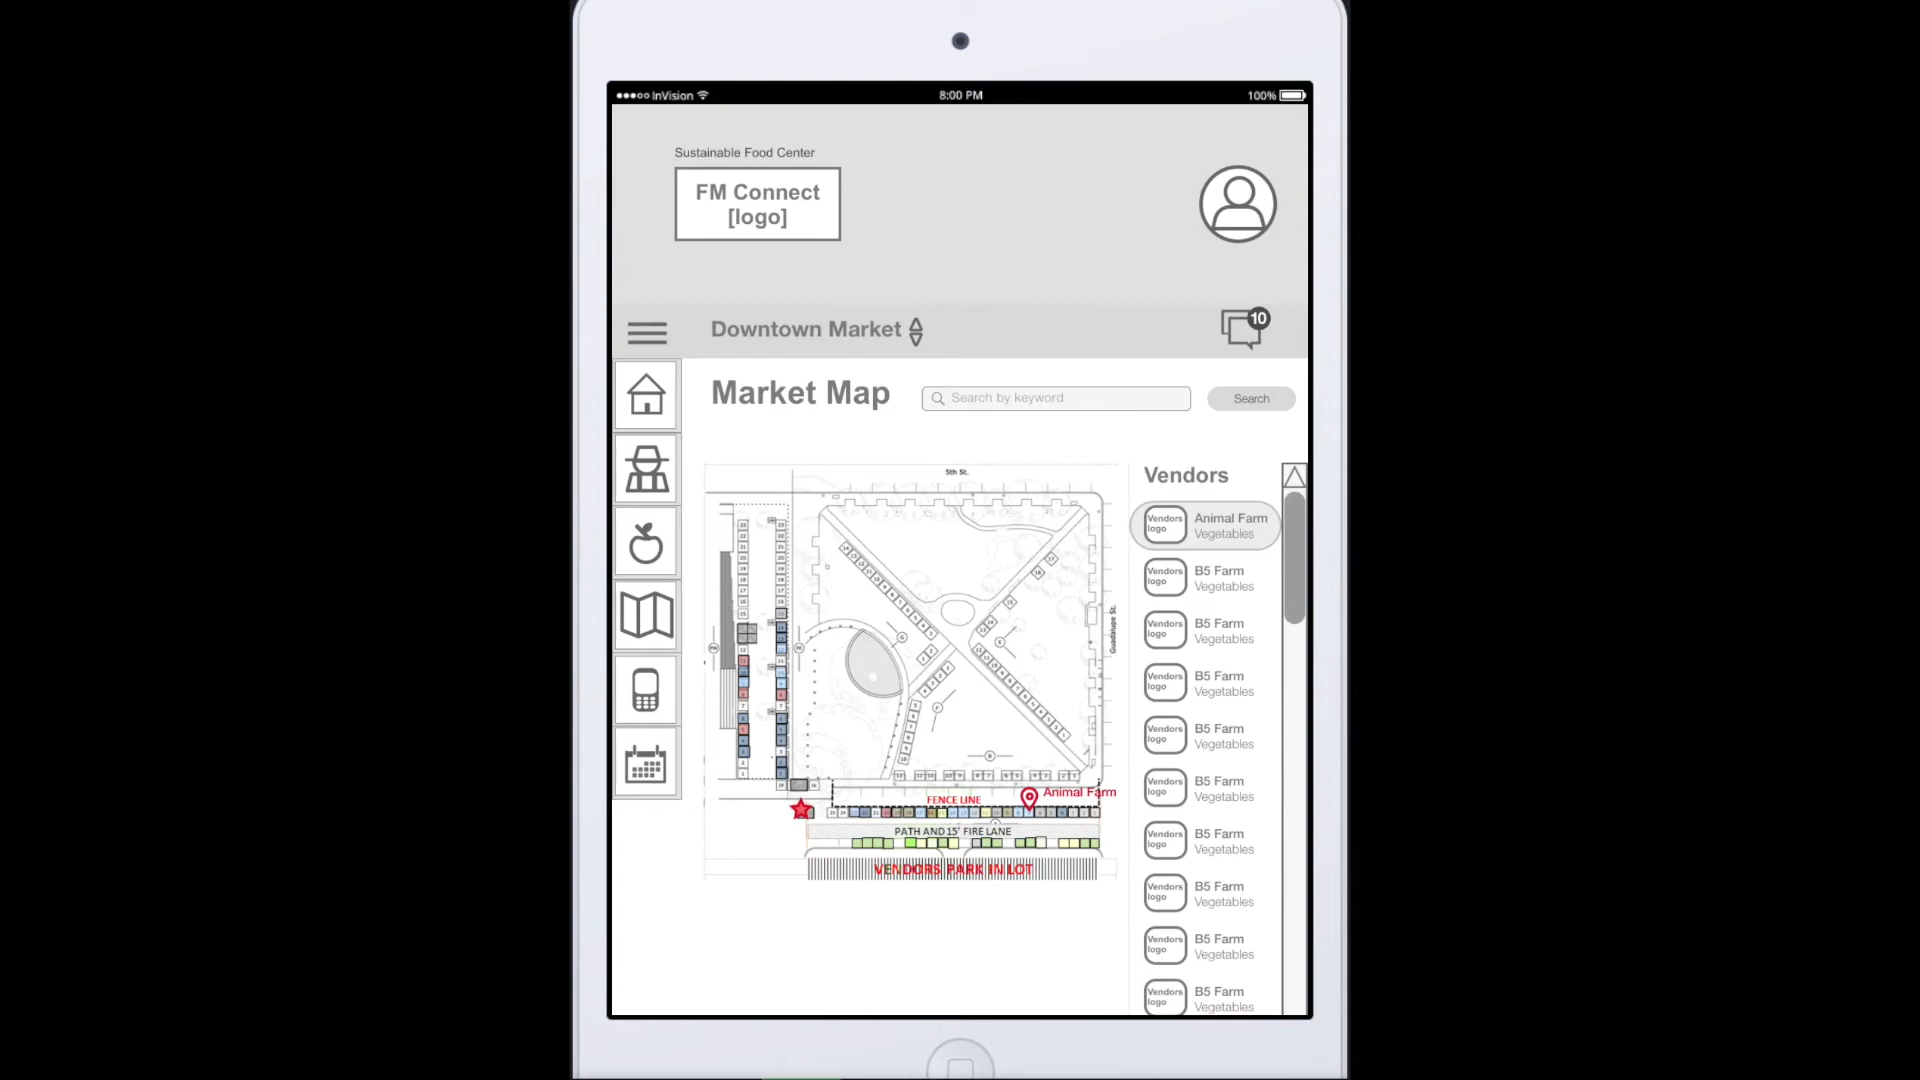 InVision
8:00 PM
100%
Sustainable Food Center
FM Connect
[logo]
Downtown Market
10
Market Map
Search by keyword
Search
5th St.
Guadalupe St.
FENCE LINE
Animal Farm
PATH AND 15' FIRE LANE
VENDORS PARK IN LOT
Vendors
Vendors logo
Animal Farm
Vegetables
Vendors logo
B5 Farm
Vegetables
Vendors logo
B5 Farm
Vegetables
Vendors logo
B5 Farm
Vegetables
Vendors logo
B5 Farm
Vegetables
Vendors logo
B5 Farm
Vegetables
Vendors logo
B5 Farm
Vegetables
Vendors logo
B5 Farm
Vegetables
Vendors logo
B5 Farm
Vegetables
Vendors logo
B5 Farm
Vegetables